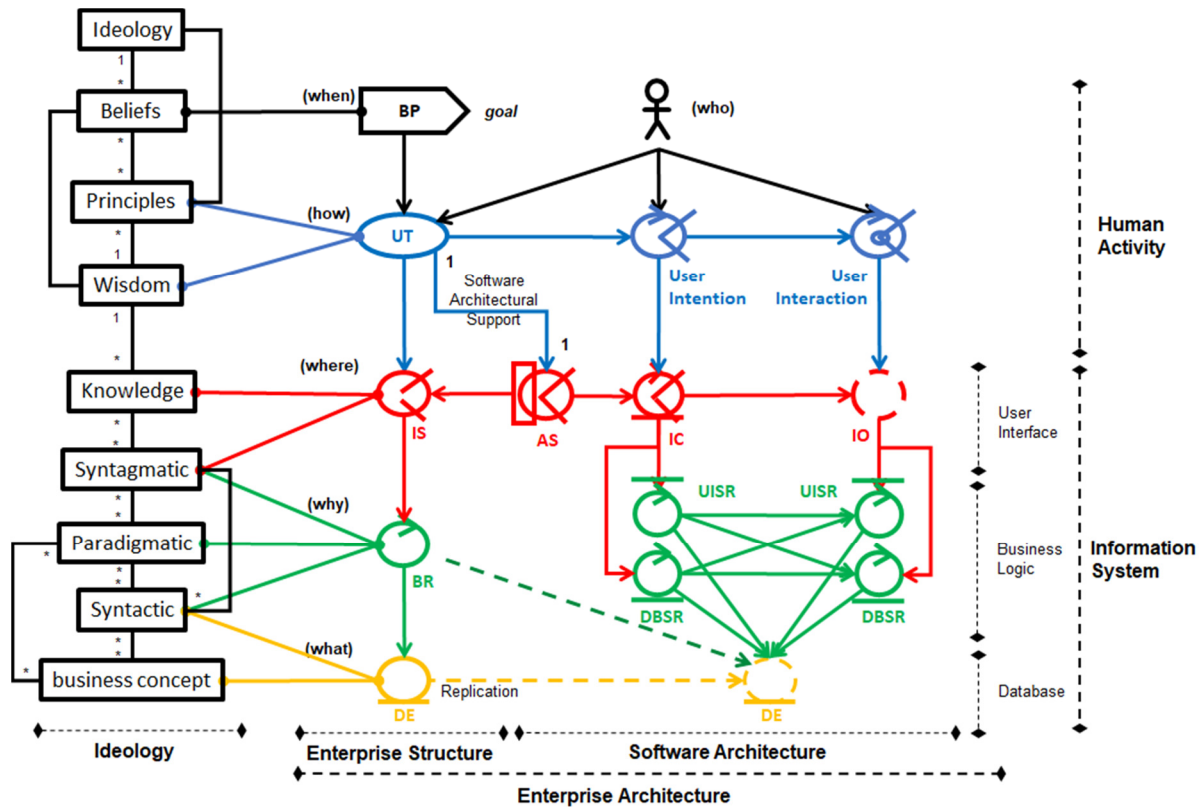 Ideology
1
*
Beliefs
(when)
BP
goal
(who)
*
*
Principles
(how)
UT
*
1
Wisdom
1
Software
Architectural
Support
User
Intention
User
Interaction
Human
Activity
1
*
Knowledge
(where)
1
IS
AS
IC
IO
User
Interface
*
*
Syntagmatic
UISR
UISR
*
*
(why)
Paradigmatic
*
BR
Business
Logic
Information
System
*
*
*
*
Syntactic
*
DBSR
DBSR
*
*
(what)
*
business concept
Replication
DE
DE
Database
Ideology
Enterprise Structure
Software Architecture
Enterprise Architecture